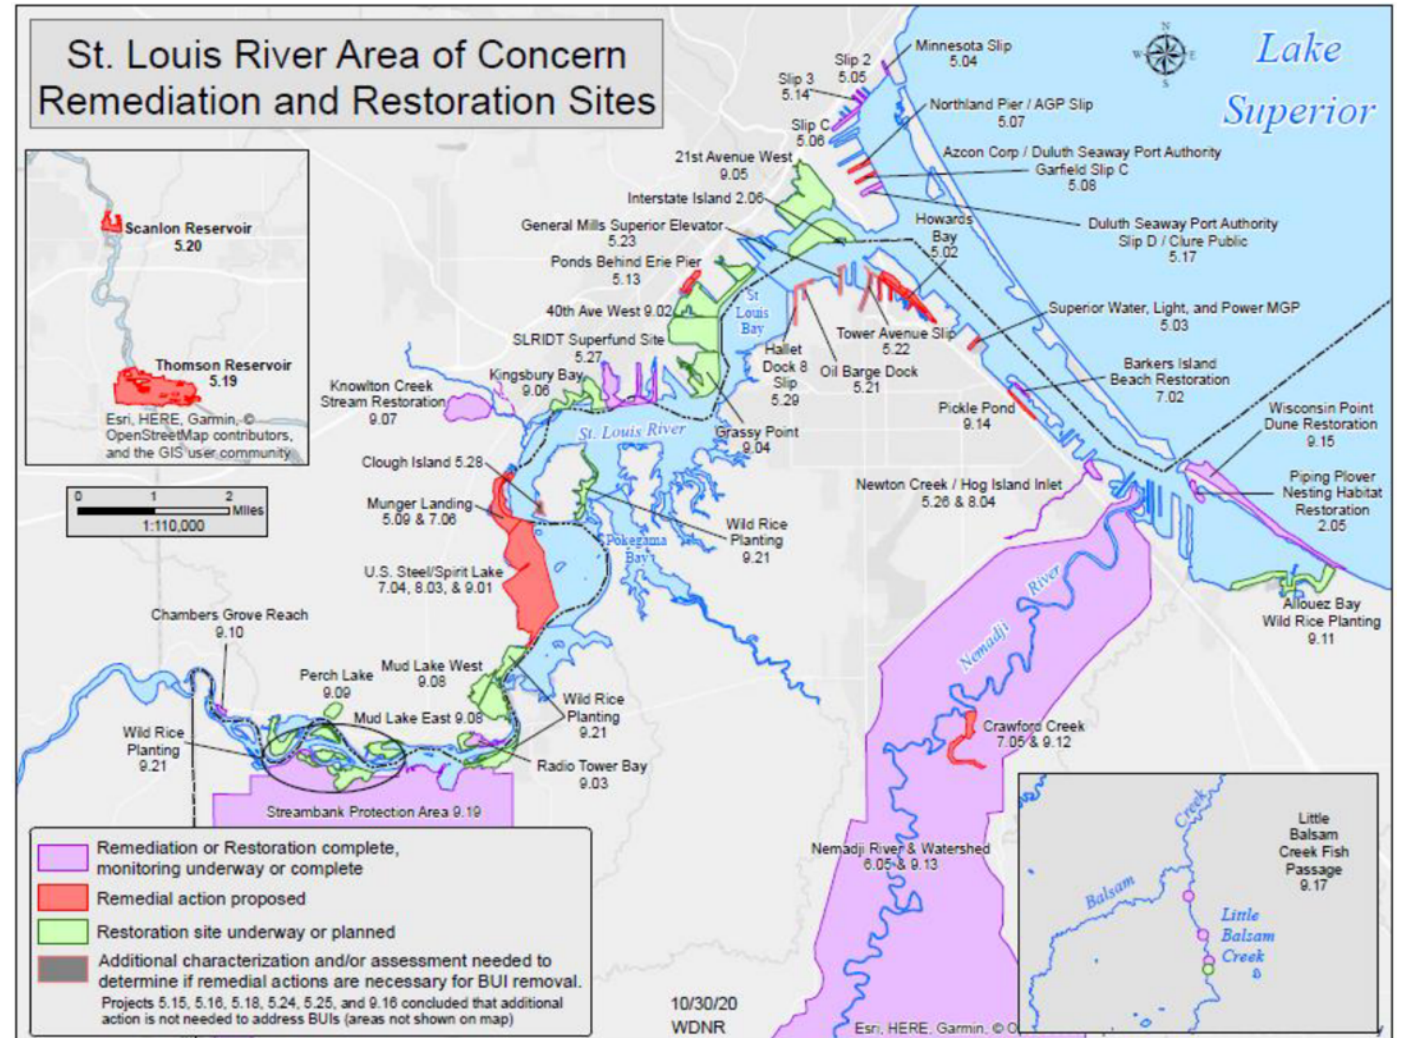 St. Louis River Area of Concern
Remediation and Restoration Sites
N
W
E
S
Lake
Superior
Minnesota Slip
5.04
Slip 2
5.05
Slip 3
5.14
Slip C
5.06
Northland Pier / AGP Slip
5.07
Azcon Corp / Duluth Seaway Port Authority
Garfield Slip C
5.08
Duluth Seaway Port Authority
Slip D / Clure Public
5.17
21st Avenue West
9.05
Interstate Island 2.06
General Mills Superior Elevator
5.23
Howards
Bay
5.02
Ponds Behind Erie Pier
5.13
40th Ave West 9.02
SLRIDT Superfund Site
5.27
Kingsbury Bay
9.06
Knowlton Creek
Stream Restoration
9.07
St
Louis
Bay
Hallet
Dock 8
Slip
5.29
Oil Barge Dock
5.21
Tower Avenue Slip
5.22
Superior Water, Light, and Power MGP
5.03
Barkers Island
Beach Restoration
7.02
Pickle Pond
9.14
Wisconsin Point
Dune Restoration
9.15
Piping Plover
Nesting Habitat
Restoration
2.05
Scanlon Reservoir
5.20
Thomson Reservoir
5.19
Esri, HERE, Garmin, ©
OpenStreetMap contributors,
and the GIS user community
0 1 2
Miles
1:110,000
St. Louis River
Grassy Point
9.04
Clough Island 5.28
Munger Landing
5.09 & 7.06
Wild Rice
Planting
9.21
Pokegama
Bay
Newton Creek / Hog Island Inlet
5.26 & 8.04
U.S. Steel/Spirit Lake
7.04, 8.03, & 9.01
Nemadji
River
Allouez Bay
Wild Rice Planting
9.11
Chambers Grove Reach
9.10
Perch Lake
9.09
Mud Lake West
9.08
Mud Lake East 9.08
Wild Rice
Planting
9.21
Wild Rice
Planting
9.21
Radio Tower Bay
9.03
Crawford Creek
7.05 & 9.12
Streambank Protection Area 9.19
Nemadji River & Watershed
6.05 & 9.13
Remediation or Restoration complete,
monitoring underway or complete
Remedial action proposed
Restoration site underway or planned
Additional characterization and/or assessment needed to
determine if remedial actions are necessary for BUI removal.
Projects 5.15, 5.16, 5.18, 5.24, 5.25, and 9.16 concluded that additional
action is not needed to address BUIs (areas not shown on map)
10/30/20
WDNR
Esri, HERE, Garmin, ©
Little
Balsam
Creek Fish
Passage
9.17
Balsam
Creek
Little
Balsam
Creek